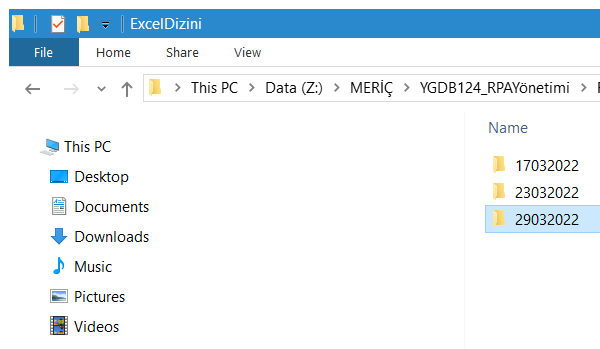 ExcelDizini
File Home Share View
This PC Data (Z:) MERİÇ YGDB124_RPAYönetimi
Name
This PC
Desktop
Documents
Downloads
Music
Pictures
Videos
17032022
23032022
29032022